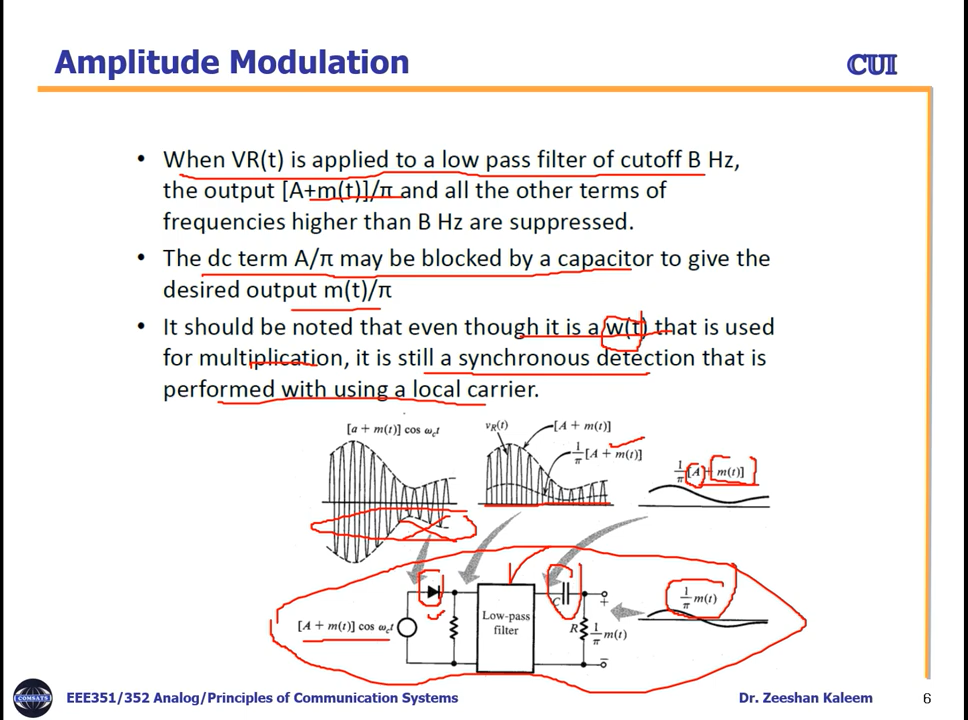 Amplitude Modulation
CUI
• When VR(t) is applied to a low pass filter of cutoff B Hz,
the output [A+m(t)]/π and all the other terms of
frequencies higher than B Hz are suppressed.
• The dc term A/π may be blocked by a capacitor to give the
desired output m(t)/π
• It should be noted that even though it is a w(t) that is used
for multiplication, it is still a synchronous detection that is
performed with using a local carrier.
[a + m(t)] cos ω_c t
v_R(t)
[A + m(t)]
1/π [A + m(t)]
1/π [A + m(t)]
[A + m(t)] cos ω_c t
Low-pass
filter
C
+
R
1/π m(t)
−
1/π m(t)
COMSATS
EEE351/352 Analog/Principles of Communication Systems
Dr. Zeeshan Kaleem
6